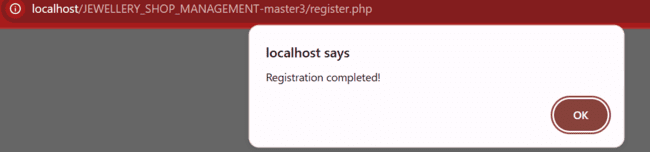 localhost/JEWELLERY_SHOP_MANAGEMENT-master3/register.php
localhost says
Registration completed!
OK